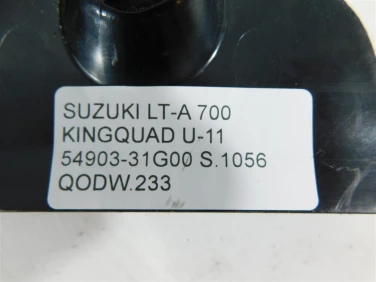 SUZUKI LT-A 700
KINGQUAD U-11
54903-31G00 S.1056
QODW.233